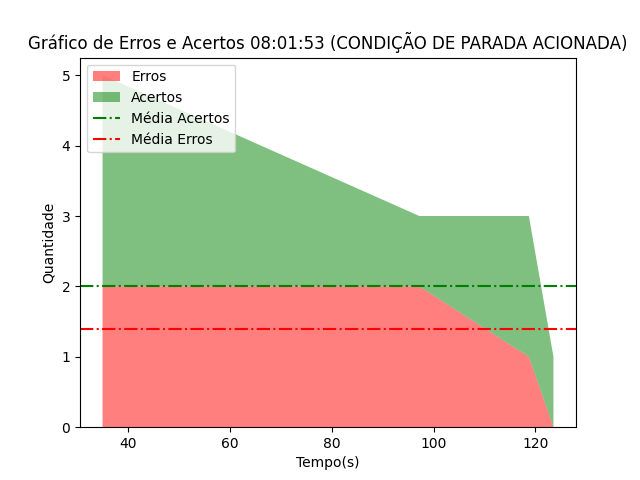 Gráfico de Erros e Acertos 08:01:53 (CONDIÇÃO DE PARADA ACIONADA)
Erros
Acertos
Média Acertos
Média Erros
Quantidade
5
4
3
2
1
0
40 60 80 100 120
Tempo(s)